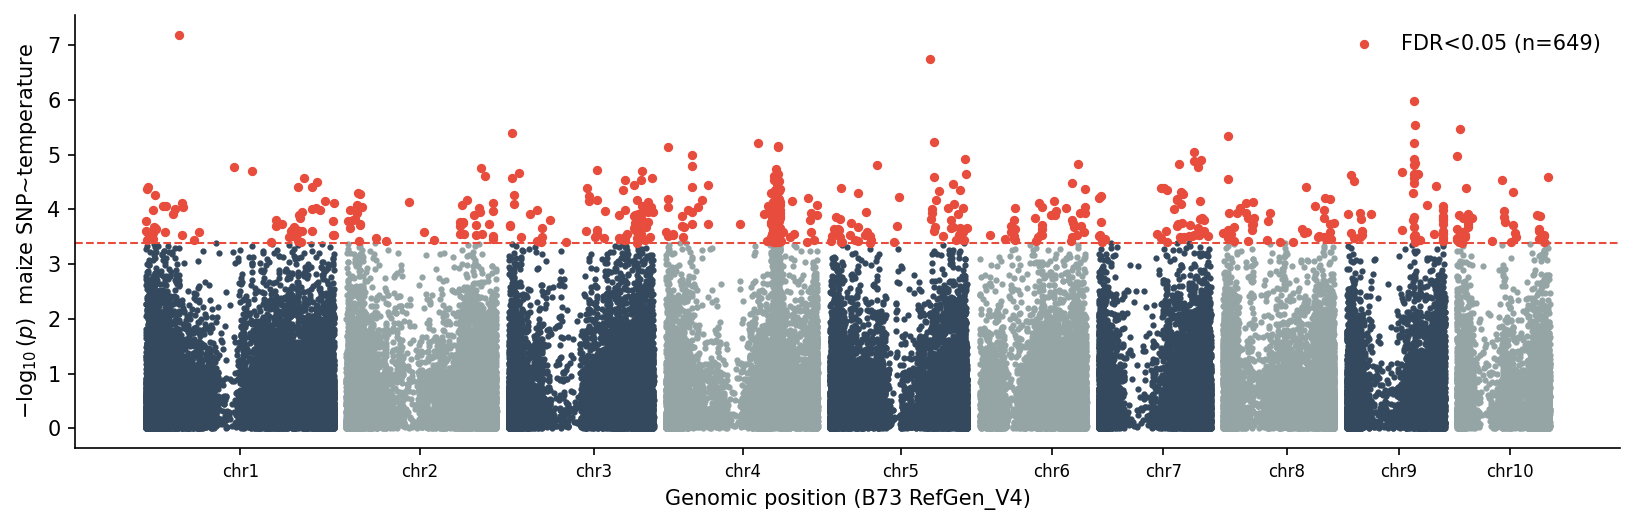 −log₁₀ (p)  maize SNP~temperature
7
6
5
4
3
2
1
0
FDR<0.05 (n=649)
chr1 chr2 chr3 chr4 chr5 chr6 chr7 chr8 chr9 chr10
Genomic position (B73 RefGen_V4)